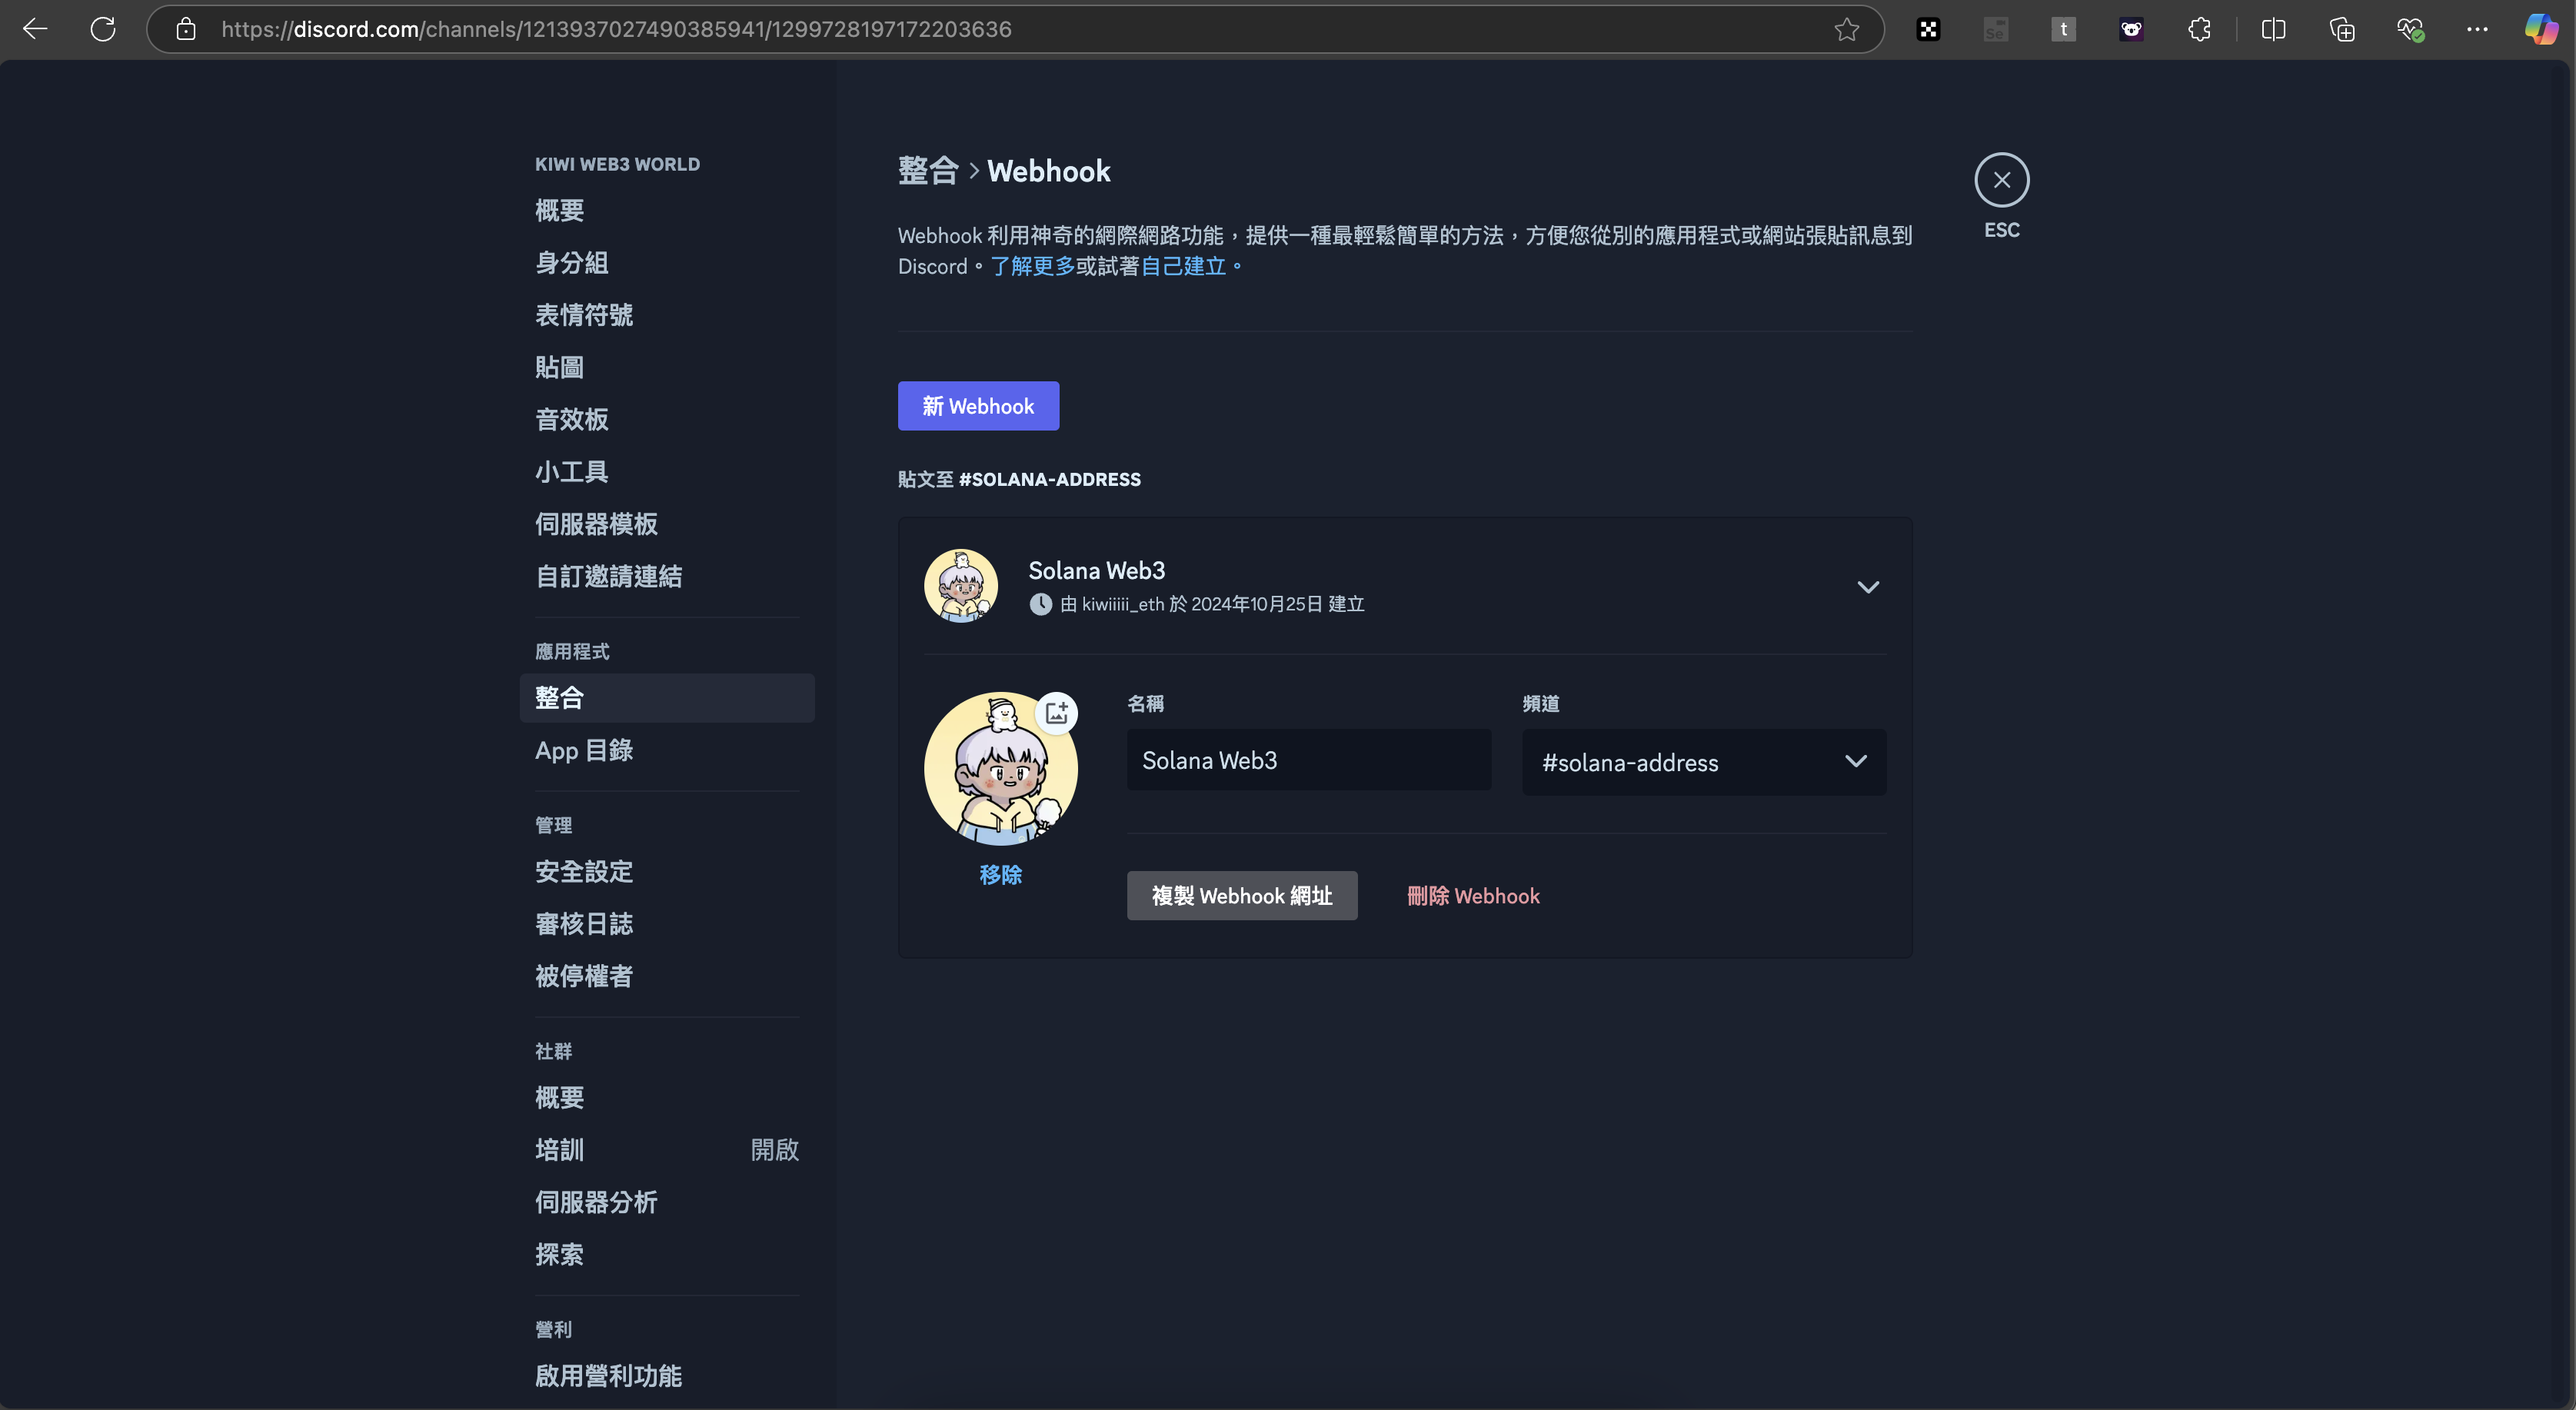 https://discord.com/channels/1213937027490385941/1299728197172203636
Se
t
KIWI WEB3 WORLD
概要
身分組
表情符號
貼圖
音效板
小工具
伺服器模板
自訂邀請連結
應用程式
整合
App 目錄
管理
安全設定
審核日誌
被停權者
社群
概要
培訓 開啟
伺服器分析
探索
營利
啟用營利功能
整合 > Webhook
Webhook 利用神奇的網際網路功能，提供一種最輕鬆簡單的方法，方便您從別的應用程式或網站張貼訊息到
Discord。了解更多或試著自己建立。
ESC
新 Webhook
貼文至 #SOLANA-ADDRESS
Solana Web3
由 kiwiiiii_eth 於 2024年10月25日 建立
名稱
Solana Web3
頻道
#solana-address
移除
複製 Webhook 網址
刪除 Webhook